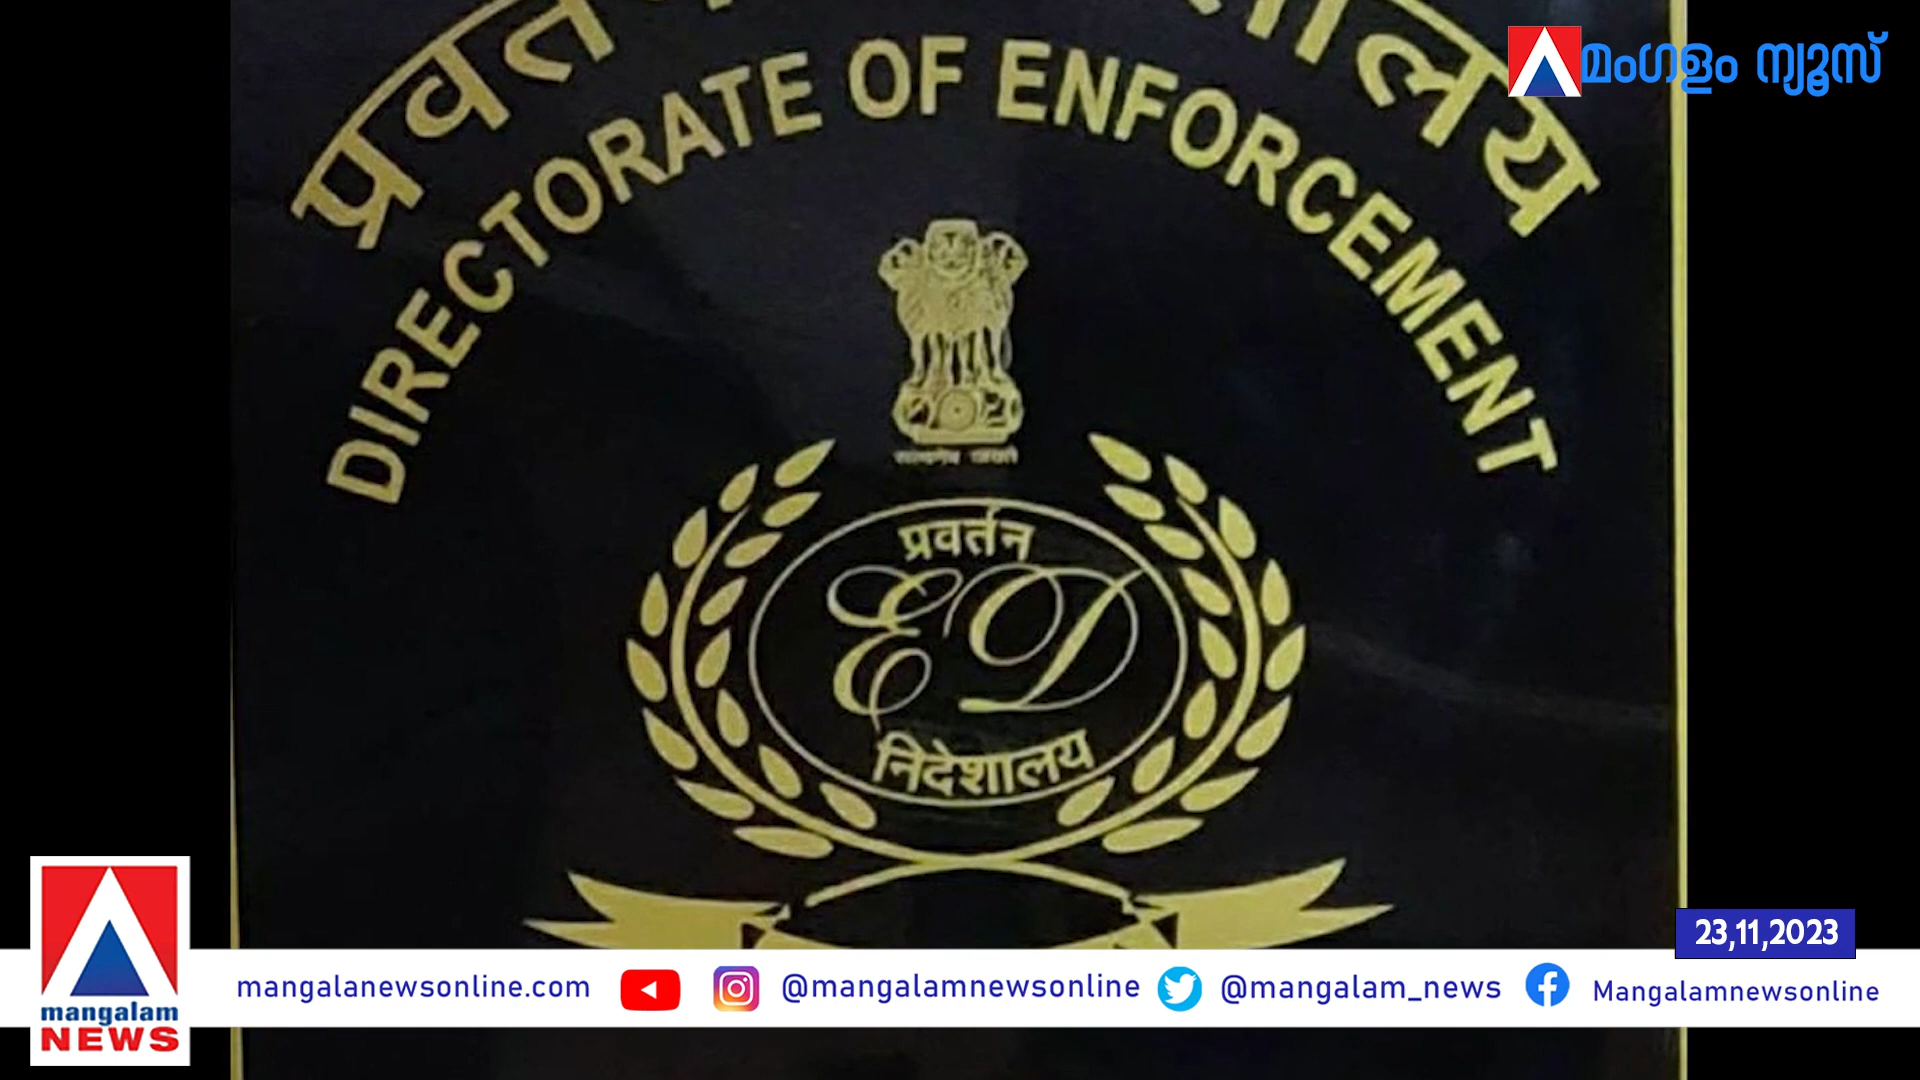 മംഗളം ന്യൂസ്
DIRECTORATE OF ENFORCEMENT
प्रवर्तन
ED
निदेशालय
23,11,2023
mangalam
NEWS
mangalanewsonline.com
@mangalamnewsonline
@mangalam_news
Mangalamnewsonline